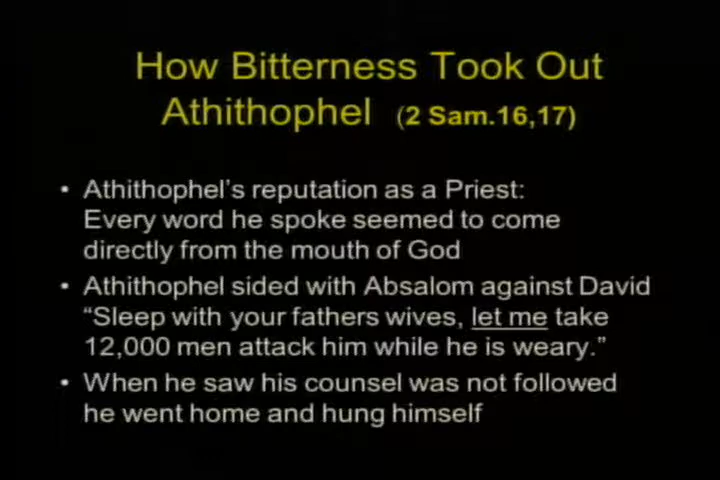 How Bitterness Took Out
Athithophel (2 Sam.16,17)
• Athithophel's reputation as a Priest:
Every word he spoke seemed to come
directly from the mouth of God
• Athithophel sided with Absalom against David
“Sleep with your fathers wives, let me take
12,000 men attack him while he is weary.”
• When he saw his counsel was not followed
he went home and hung himself